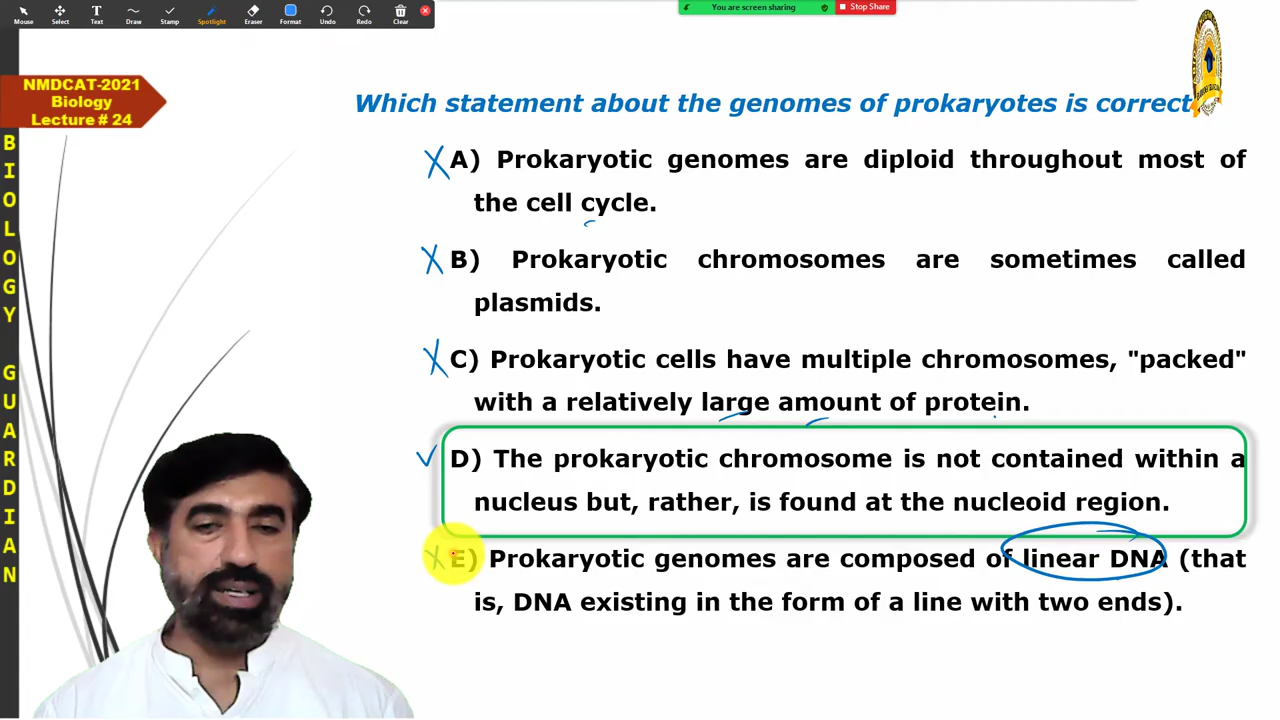 Mouse
Select
Text
Draw
Stamp
Spotlight
Eraser
Format
Undo
Redo
Clear
You are screen sharing
Stop Share
NMDCAT-2021
Biology
Lecture # 24
BIOLOGY GUARDIAN
Which statement about the genomes of prokaryotes is correct
A) Prokaryotic genomes are diploid throughout most of
the cell cycle.
B) Prokaryotic chromosomes are sometimes called
plasmids.
C) Prokaryotic cells have multiple chromosomes, "packed"
with a relatively large amount of protein.
D) The prokaryotic chromosome is not contained within a
nucleus but, rather, is found at the nucleoid region.
E) Prokaryotic genomes are composed of linear DNA (that
is, DNA existing in the form of a line with two ends).